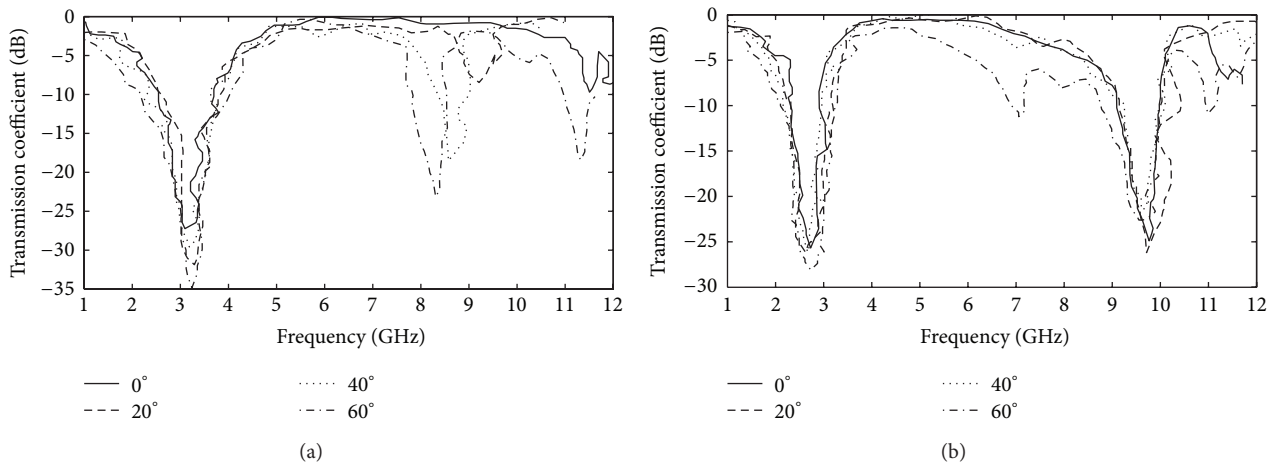 Transmission coefficient (dB)
0
−5
−10
−15
−20
−25
−30
−35
1 2 3 4 5 6 7 8 9 10 11 12
Frequency (GHz)
0°
20°
40°
60°
(a)
Transmission coefficient (dB)
0
−5
−10
−15
−20
−25
−30
1 2 3 4 5 6 7 8 9 10 11 12
Frequency (GHz)
0°
20°
40°
60°
(b)